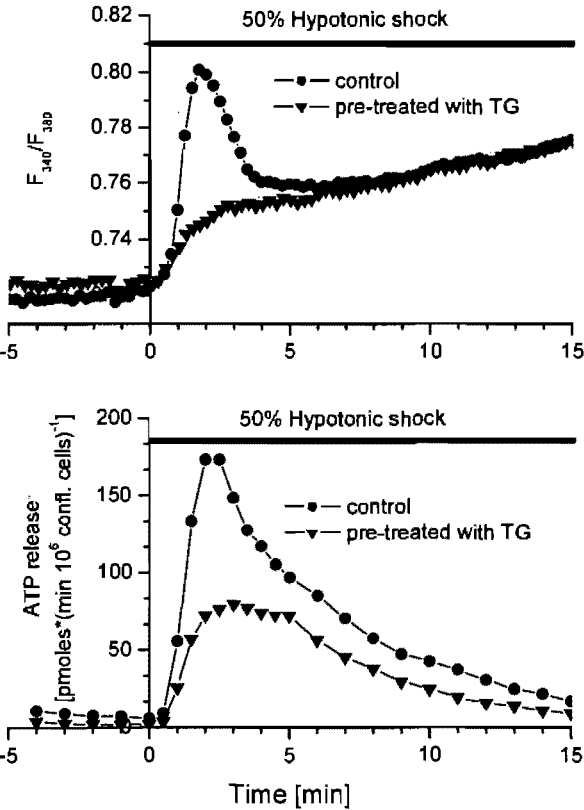 50% Hypotonic shock
0.82
0.80
0.78
0.76
0.74
F340/F380
control
pre-treated with TG
-5 0 5 10 15
50% Hypotonic shock
200
150
100
50
0
ATP release
[pmoles*(min 10^6 confl. cells)^-1]
control
pre-treated with TG
-5 0 5 10 15
Time [min]